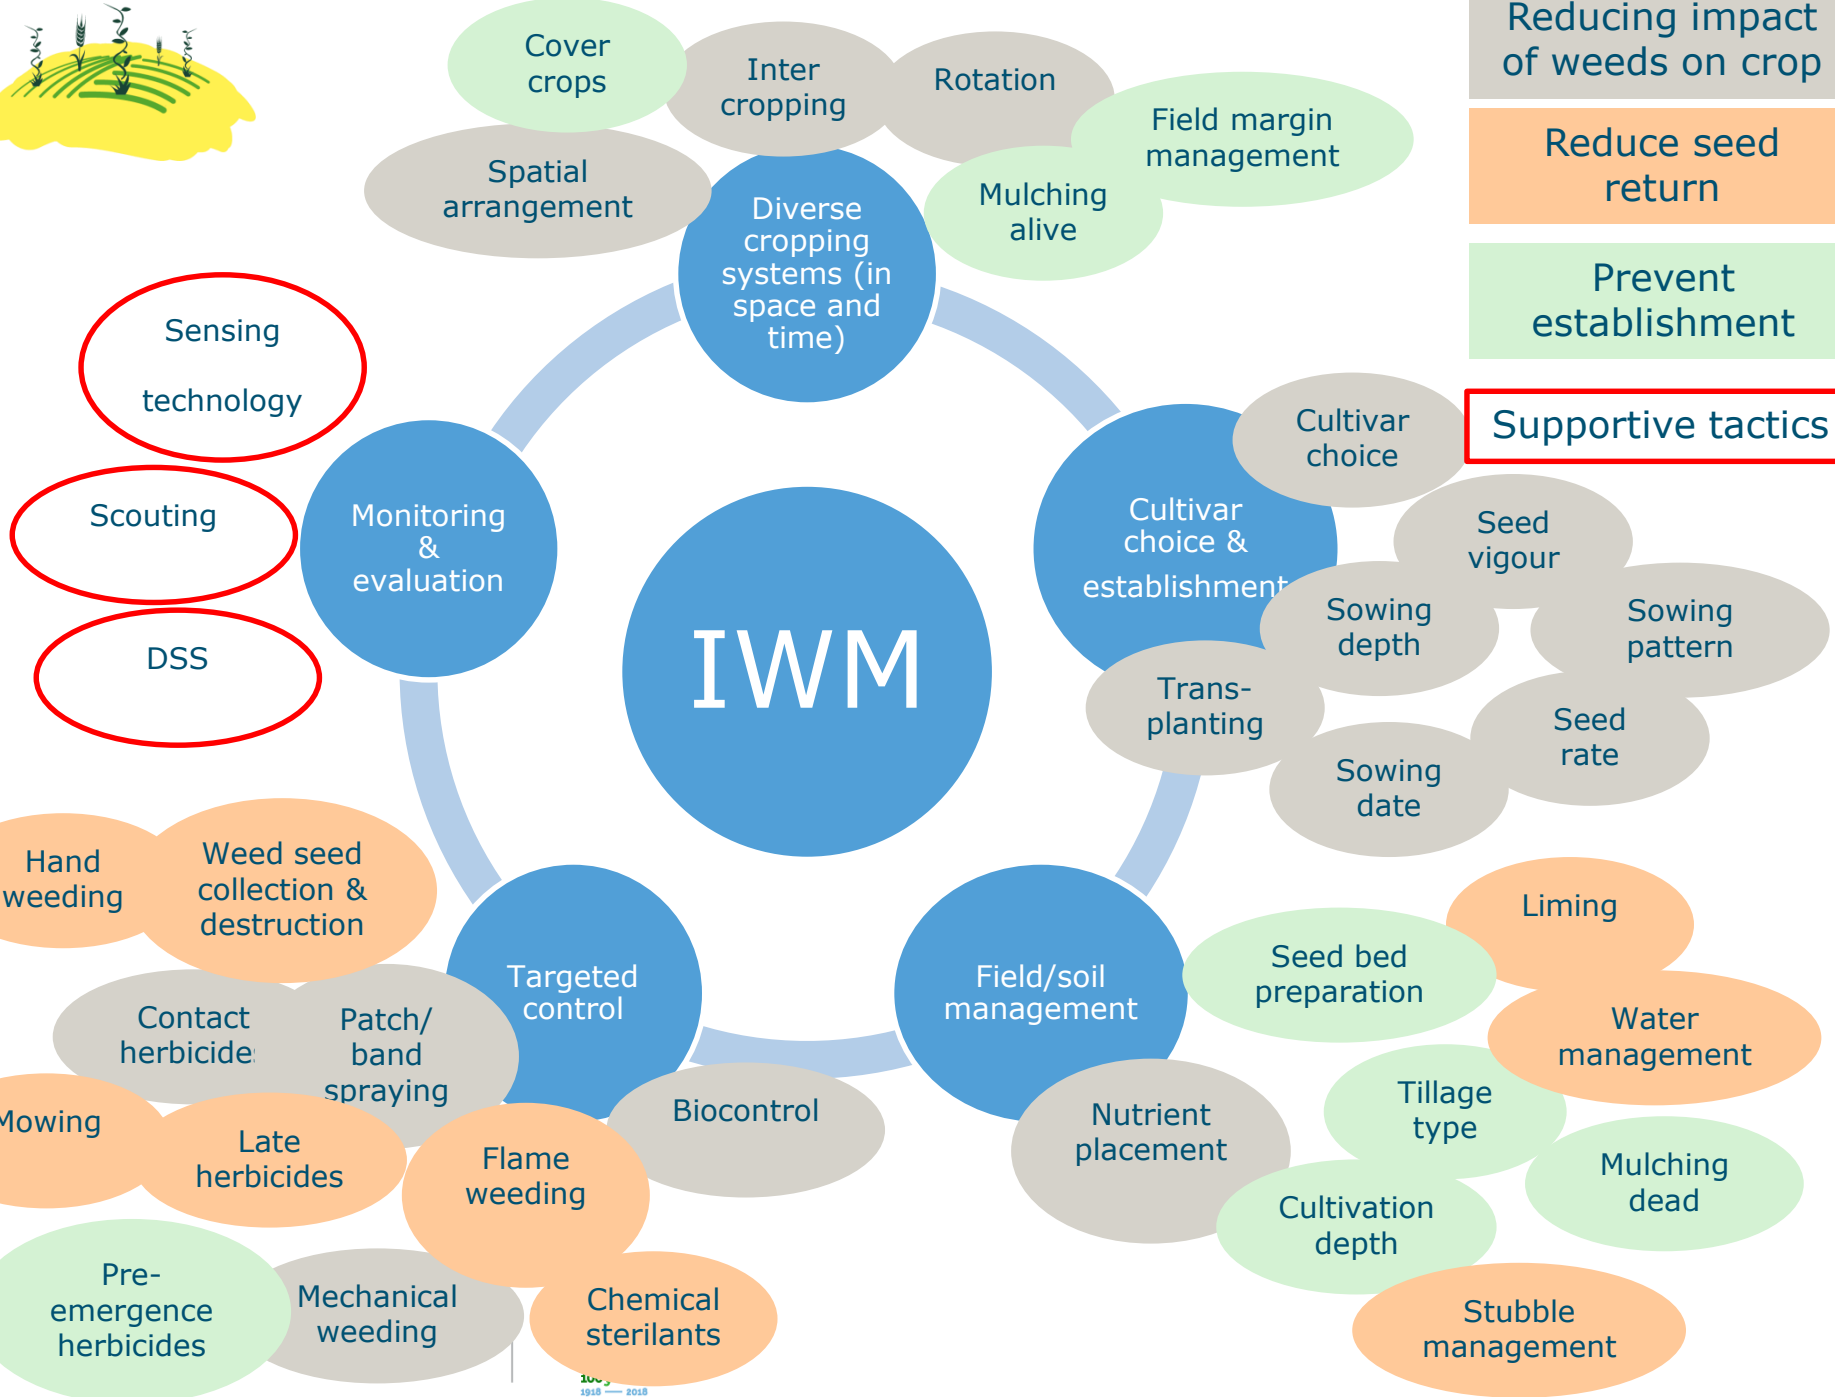 Reducing impact
of weeds on crop
Reduce seed
return
Prevent
establishment
Supportive tactics
Cover
crops
Inter
cropping
Rotation
Field margin
management
Spatial
arrangement
Mulching
alive
Diverse
cropping
systems (in
space and
time)
Sensing
technology
Scouting
DSS
Monitoring
&
evaluation
IWM
Cultivar
choice &
establishment
Cultivar
choice
Seed
vigour
Sowing
depth
Sowing
pattern
Trans-
planting
Seed
rate
Sowing
date
Hand
weeding
Weed seed
collection &
destruction
Targeted
control
Contact
herbicide
Patch/
band
spraying
Mowing
Late
herbicides
Flame
weeding
Biocontrol
Pre-
emergence
herbicides
Mechanical
weeding
Chemical
sterilants
Field/soil
management
Liming
Seed bed
preparation
Water
management
Tillage
type
Nutrient
placement
Mulching
dead
Cultivation
depth
Stubble
management
1918 — 2018